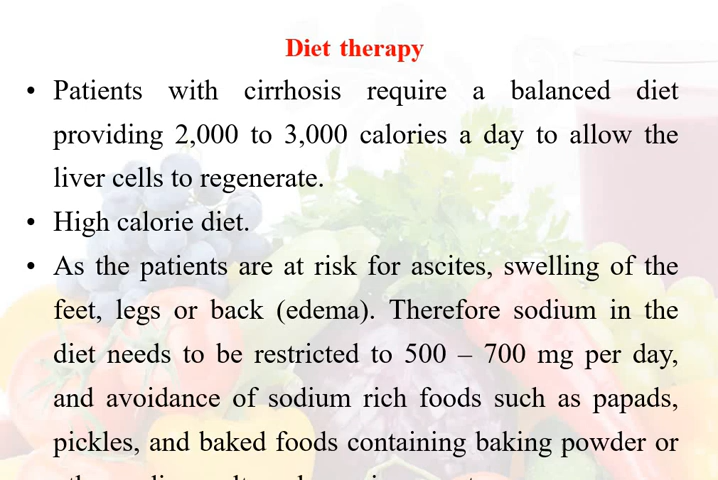 Diet therapy
• Patients with cirrhosis require a balanced diet
providing 2,000 to 3,000 calories a day to allow the
liver cells to regenerate.
• High calorie diet.
• As the patients are at risk for ascites, swelling of the
feet, legs or back (edema). Therefore sodium in the
diet needs to be restricted to 500 – 700 mg per day,
and avoidance of sodium rich foods such as papads,
pickles, and baked foods containing baking powder or